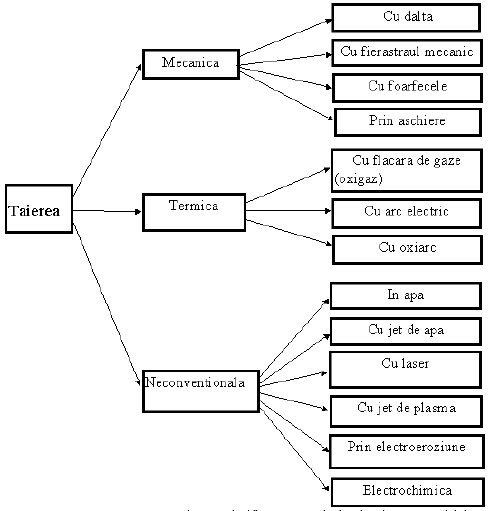 Taierea
Mecanica
Cu dalta
Cu fierastraul mecanic
Cu foarfecele
Prin aschiere
Termica
Cu flacara de gaze
(oxigaz)
Cu arc electric
Cu oxiarc
Neconventionala
In apa
Cu jet de apa
Cu laser
Cu jet de plasma
Prin electroeroziune
Electrochimica